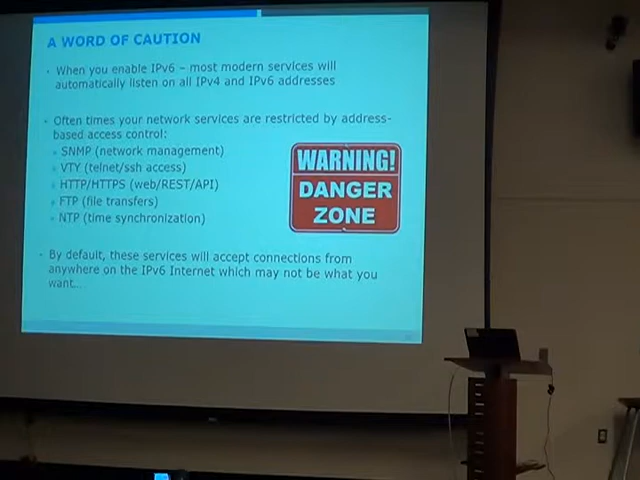 A WORD OF CAUTION
When you enable IPv6 – most modern services will
automatically listen on all IPv4 and IPv6 addresses
Often times your network services are restricted by address-
based access control:
SNMP (network management)
VTY (telnet/ssh access)
HTTP/HTTPS (web/REST/API)
FTP (file transfers)
NTP (time synchronization)
WARNING!
DANGER
ZONE
By default, these services will accept connections from
anywhere on the IPv6 Internet which may not be what you
want...